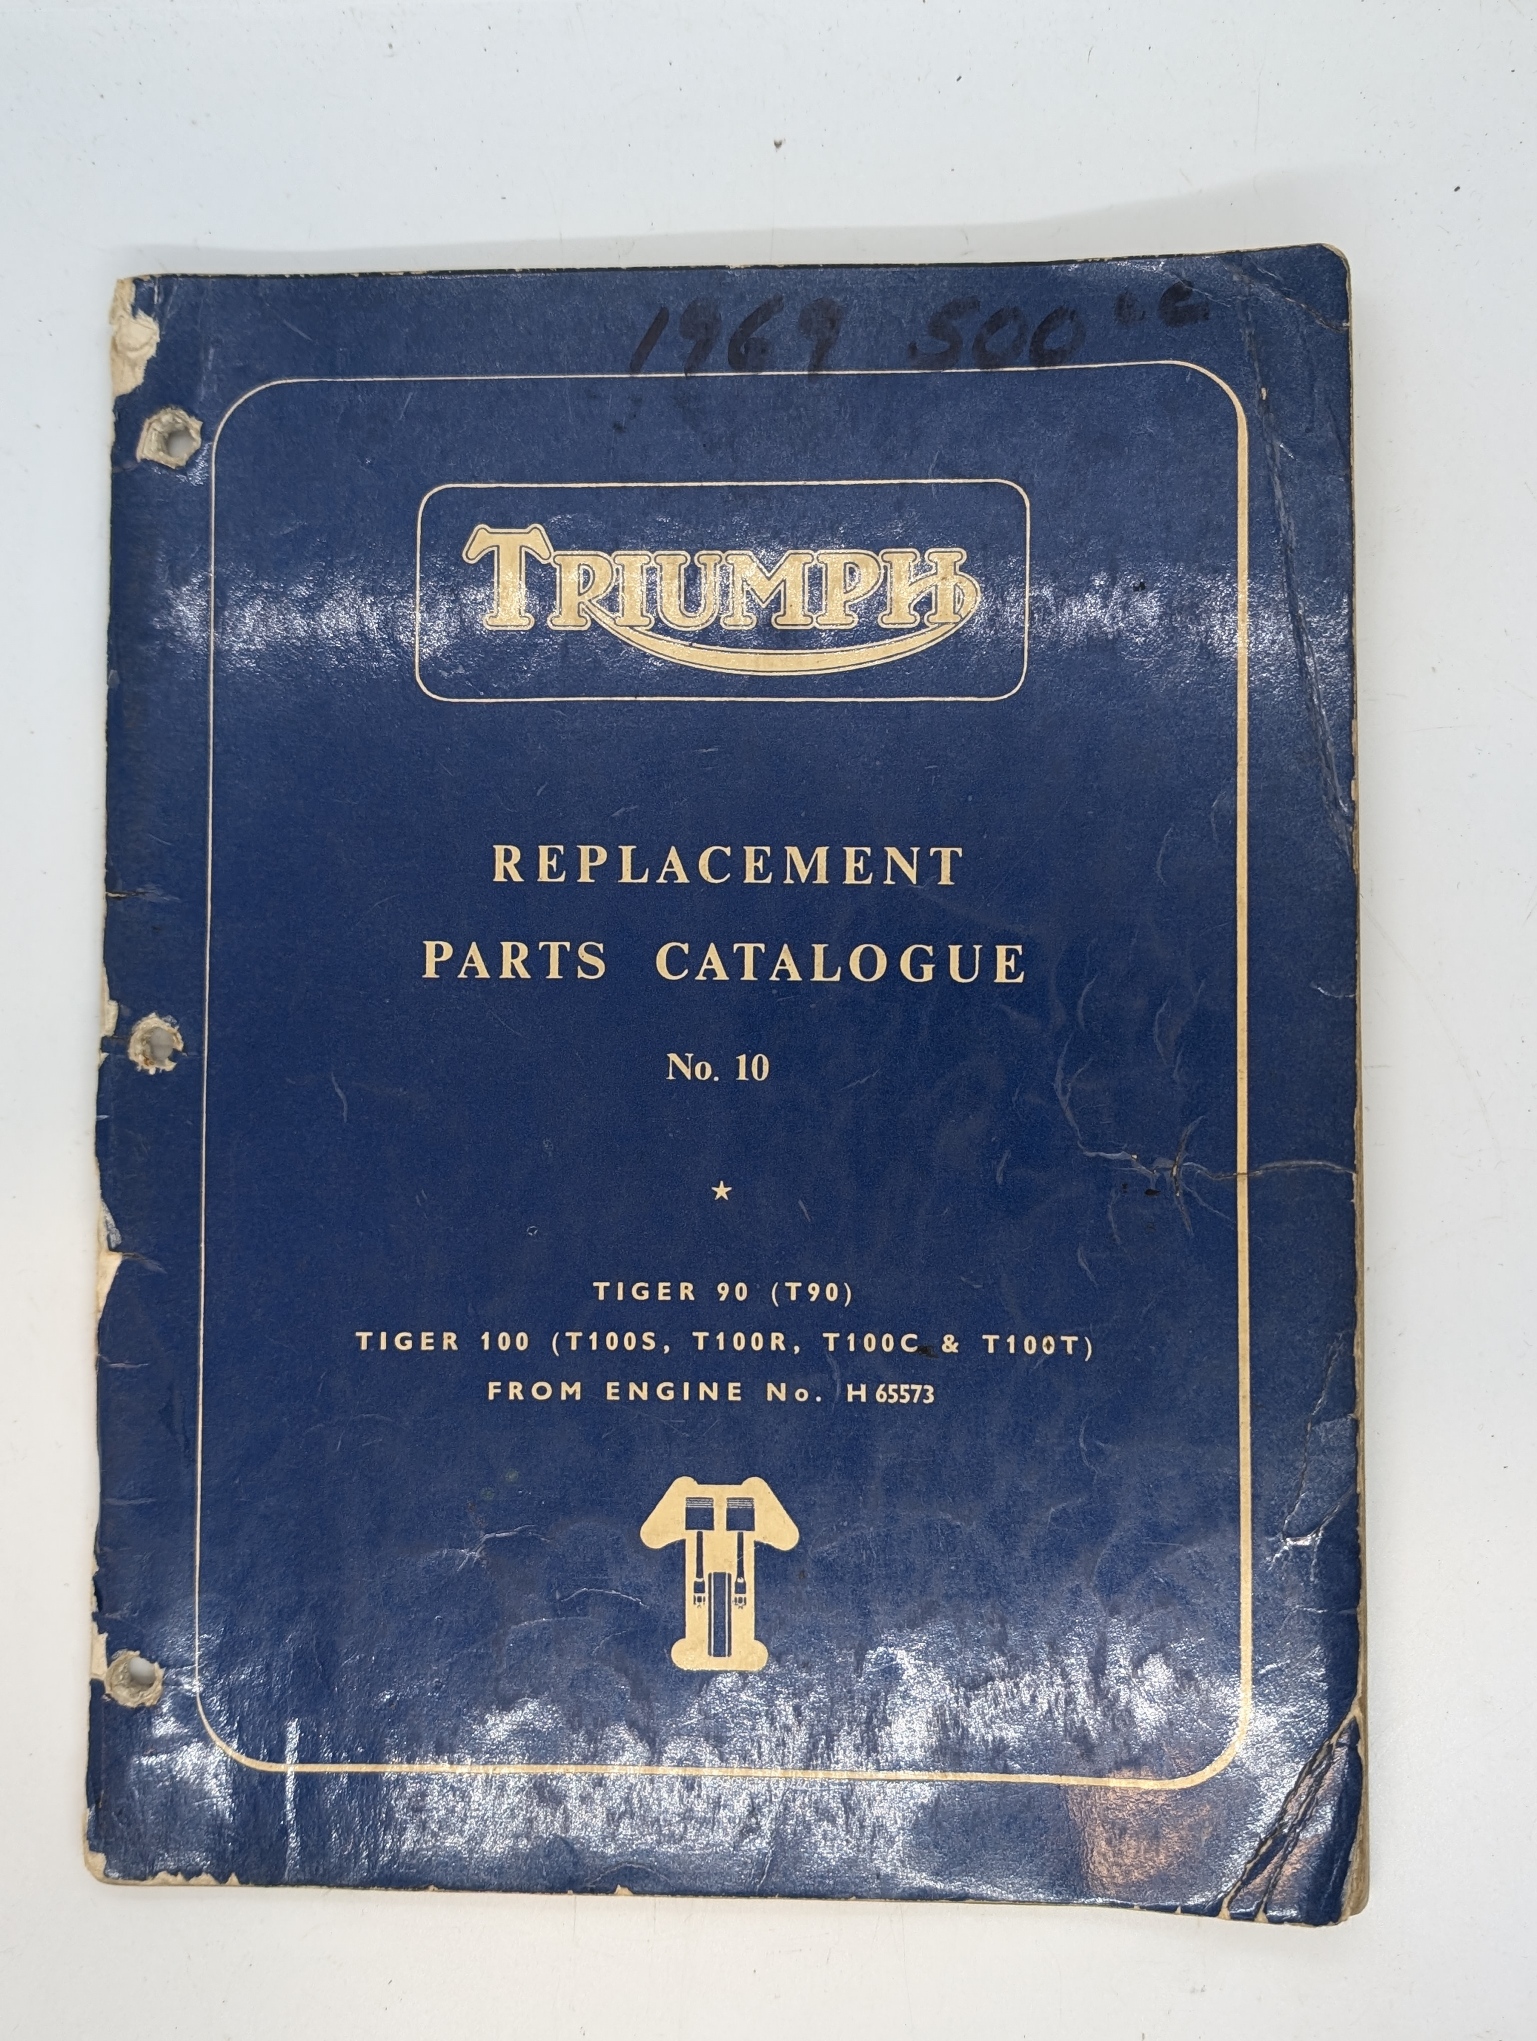 1969 500cc
TRIUMPH
REPLACEMENT
PARTS CATALOGUE
No. 10
★
TIGER 90 (T90)
TIGER 100 (T100S, T100R, T100C & T100T)
FROM ENGINE No. H 65573